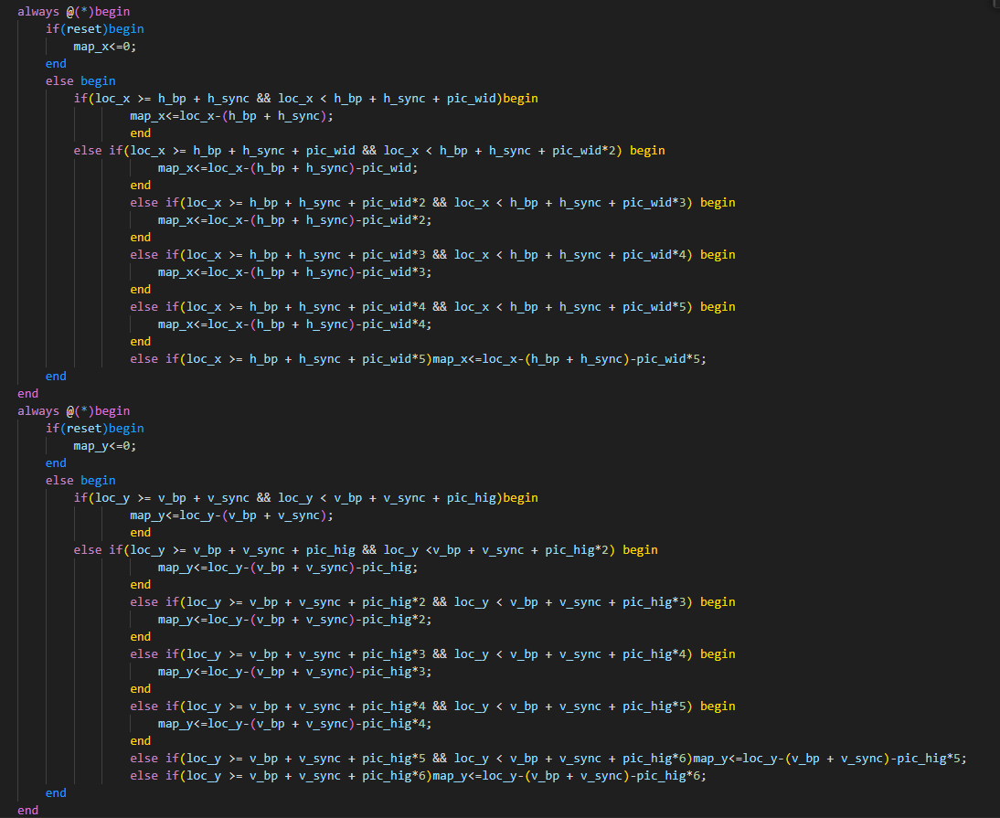 always @(*)begin
    if(reset)begin
        map_x<=0;
    end
    else begin
        if(loc_x >= h_bp + h_sync && loc_x < h_bp + h_sync + pic_wid)begin
                map_x<=loc_x-(h_bp + h_sync);
                end
        else if(loc_x >= h_bp + h_sync + pic_wid && loc_x < h_bp + h_sync + pic_wid*2) begin
                    map_x<=loc_x-(h_bp + h_sync)-pic_wid;
                end
                else if(loc_x >= h_bp + h_sync + pic_wid*2 && loc_x < h_bp + h_sync + pic_wid*3) begin
                    map_x<=loc_x-(h_bp + h_sync)-pic_wid*2;
                end
                else if(loc_x >= h_bp + h_sync + pic_wid*3 && loc_x < h_bp + h_sync + pic_wid*4) begin
                    map_x<=loc_x-(h_bp + h_sync)-pic_wid*3;
                end
                else if(loc_x >= h_bp + h_sync + pic_wid*4 && loc_x < h_bp + h_sync + pic_wid*5) begin
                    map_x<=loc_x-(h_bp + h_sync)-pic_wid*4;
                end
                else if(loc_x >= h_bp + h_sync + pic_wid*5)map_x<=loc_x-(h_bp + h_sync)-pic_wid*5;
    end
end
always @(*)begin
    if(reset)begin
        map_y<=0;
    end
    else begin
        if(loc_y >= v_bp + v_sync && loc_y < v_bp + v_sync + pic_hig)begin
                map_y<=loc_y-(v_bp + v_sync);
                end
        else if(loc_y >= v_bp + v_sync + pic_hig && loc_y <v_bp + v_sync + pic_hig*2) begin
                    map_y<=loc_y-(v_bp + v_sync)-pic_hig;
                end
                else if(loc_y >= v_bp + v_sync + pic_hig*2 && loc_y < v_bp + v_sync + pic_hig*3) begin
                    map_y<=loc_y-(v_bp + v_sync)-pic_hig*2;
                end
                else if(loc_y >= v_bp + v_sync + pic_hig*3 && loc_y < v_bp + v_sync + pic_hig*4) begin
                    map_y<=loc_y-(v_bp + v_sync)-pic_hig*3;
                end
                else if(loc_y >= v_bp + v_sync + pic_hig*4 && loc_y < v_bp + v_sync + pic_hig*5) begin
                    map_y<=loc_y-(v_bp + v_sync)-pic_hig*4;
                end
                else if(loc_y >= v_bp + v_sync + pic_hig*5 && loc_y < v_bp + v_sync + pic_hig*6)map_y<=loc_y-(v_bp + v_sync)-pic_hig*5;
                else if(loc_y >= v_bp + v_sync + pic_hig*6)map_y<=loc_y-(v_bp + v_sync)-pic_hig*6;
    end
end